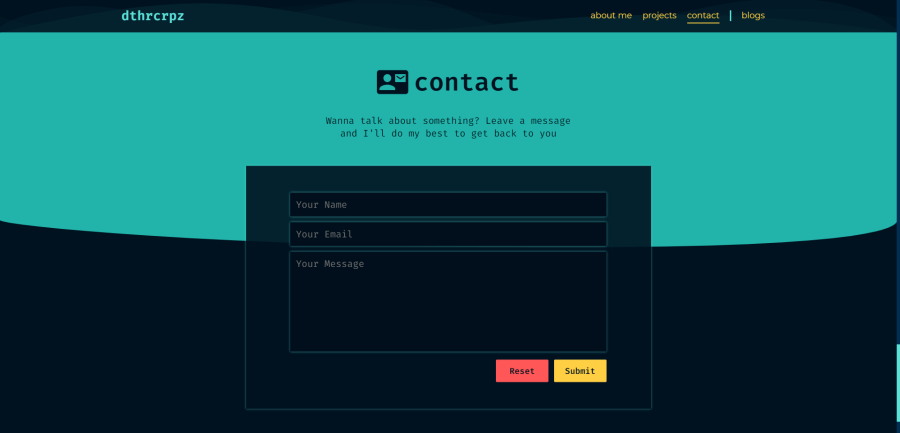 dthrcrpz
about me projects contact | blogs
contact
Wanna talk about something? Leave a message
and I'll do my best to get back to you
Your Name
Your Email
Your Message
Reset Submit